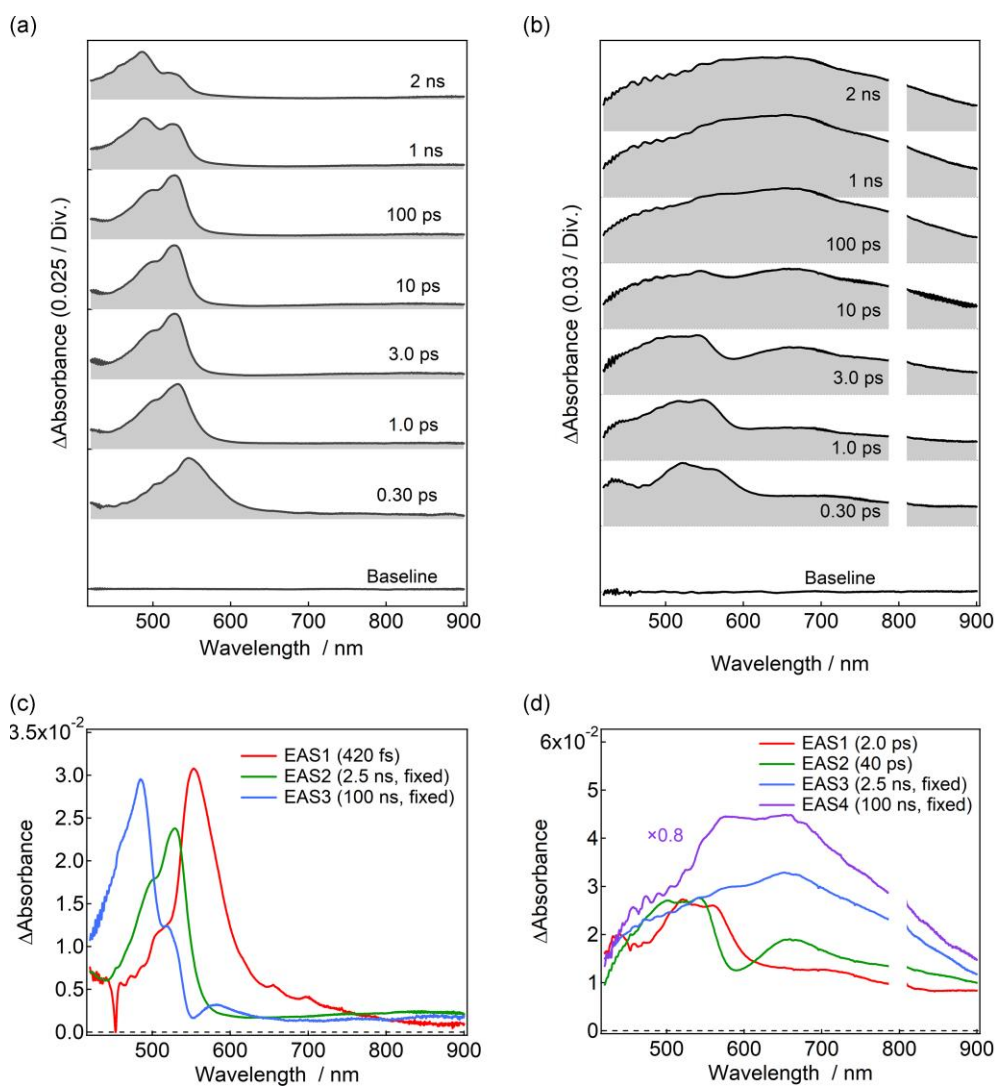 (a)
ΔAbsorbance (0.025 / Div.)
2 ns
1 ns
100 ps
10 ps
3.0 ps
1.0 ps
0.30 ps
Baseline
500
600
700
800
900
Wavelength / nm
(b)
ΔAbsorbance (0.03 / Div.)
2 ns
1 ns
100 ps
10 ps
3.0 ps
1.0 ps
0.30 ps
Baseline
500
600
700
800
900
Wavelength / nm
(c)
ΔAbsorbance
3.5x10⁻²
3.0
2.5
2.0
1.5
1.0
0.5
0.0
EAS1 (420 fs)
EAS2 (2.5 ns, fixed)
EAS3 (100 ns, fixed)
500
600
700
800
900
Wavelength / nm
(d)
ΔAbsorbance
6x10⁻²
4
2
0
EAS1 (2.0 ps)
EAS2 (40 ps)
EAS3 (2.5 ns, fixed)
EAS4 (100 ns, fixed)
×0.8
500
600
700
800
900
Wavelength / nm